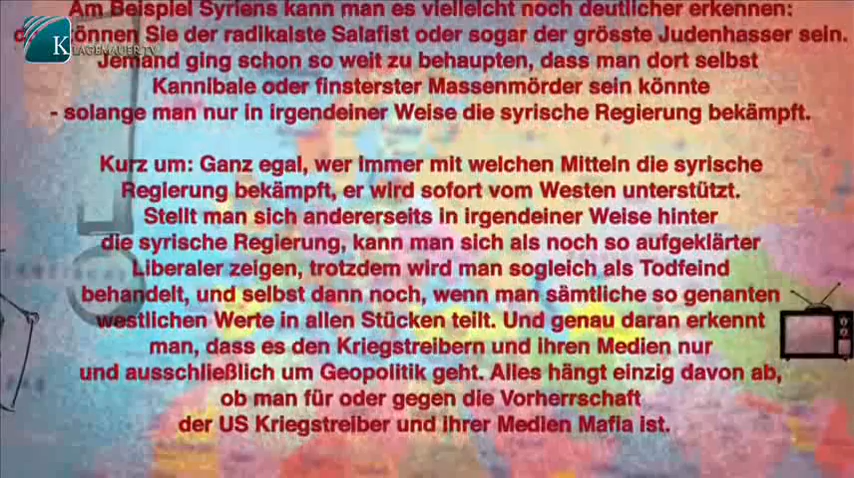 Am Beispiel Syriens kann man es vielleicht noch deutlicher erkennen:
können Sie der radikalste Salafist oder sogar der grösste Judenhasser sein.
KLAGEMAUER.TV
Jemand ging schon so weit zu behaupten, dass man dort selbst
Kannibale oder finsterster Massenmörder sein könnte
- solange man nur in irgendeiner Weise die syrische Regierung bekämpft.
Kurz um: Ganz egal, wer immer mit welchen Mitteln die syrische
Regierung bekämpft, er wird sofort vom Westen unterstützt.
Stellt man sich andererseits in irgendeiner Weise hinter
die syrische Regierung, kann man sich als noch so aufgeklärter
Liberaler zeigen, trotzdem wird man sogleich als Todfeind
behandelt, und selbst dann noch, wenn man sämtliche so genanten
westlichen Werte in allen Stücken teilt. Und genau daran erkennt
man, dass es den Kriegstreibern und ihren Medien nur
und ausschließlich um Geopolitik geht. Alles hängt einzig davon ab,
ob man für oder gegen die Vorherrschaft
der US Kriegstreiber und ihrer Medien Mafia ist.